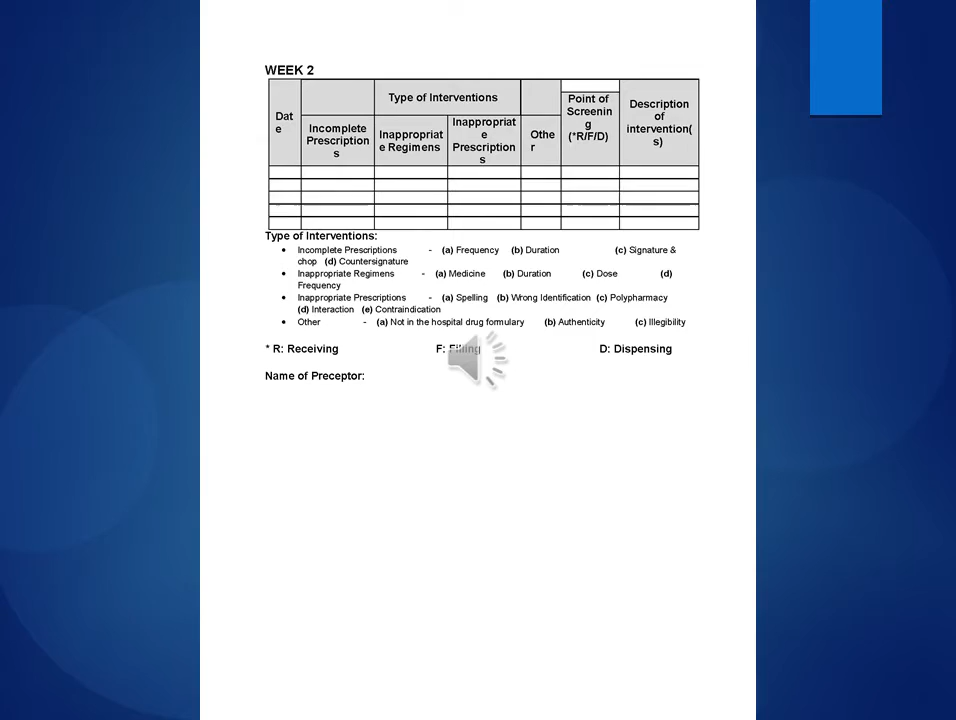 WEEK 2
Type of Interventions
Dat
e
Incomplete
Prescription
s
Inappropriat
e Regimens
Inappropriat
e
Prescription
s
Othe
r
Point of
Screenin
g
(*R/F/D)
Description
of
intervention(
s)
Type of Interventions:
• Incomplete Prescriptions - (a) Frequency (b) Duration (c) Signature &
chop (d) Countersignature
• Inappropriate Regimens - (a) Medicine (b) Duration (c) Dose (d)
Frequency
• Inappropriate Prescriptions - (a) Spelling (b) Wrong Identification (c) Polypharmacy
(d) Interaction (e) Contraindication
• Other - (a) Not in the hospital drug formulary (b) Authenticity (c) Illegibility
* R: Receiving F: Filling D: Dispensing
Name of Preceptor: